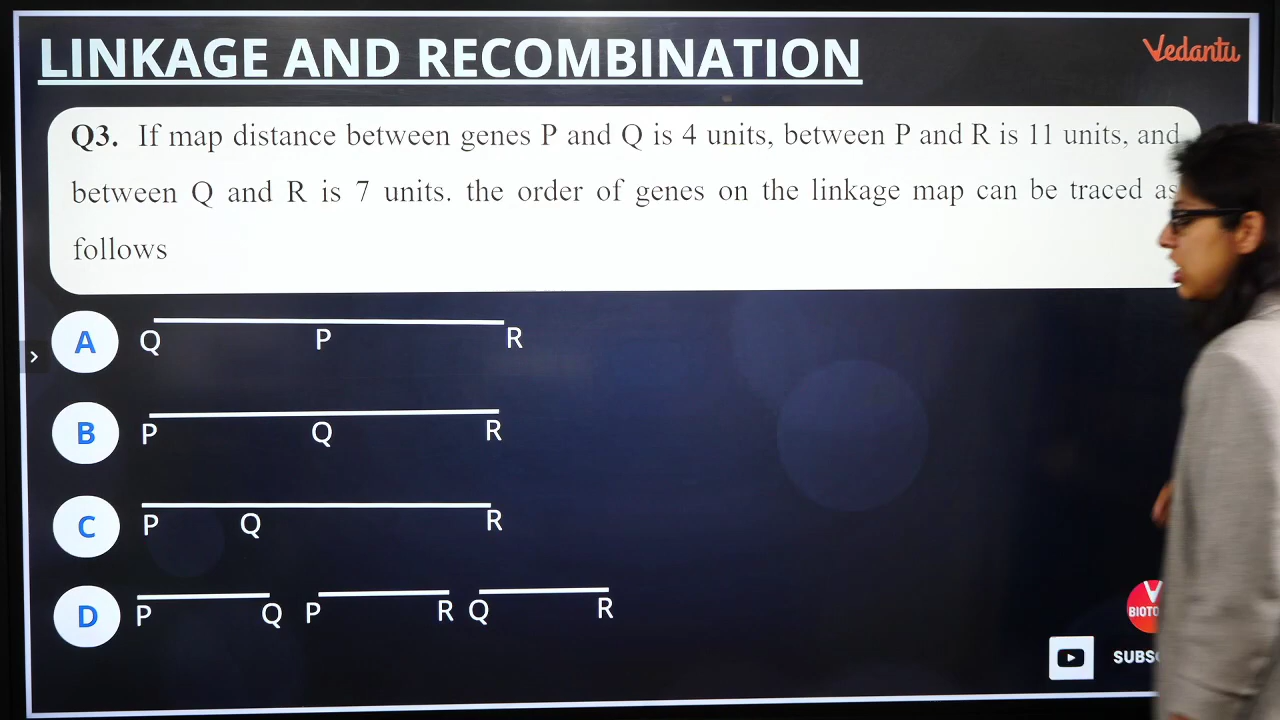 LINKAGE AND RECOMBINATION
Vedantu
Q3. If map distance between genes P and Q is 4 units, between P and R is 11 units, and
between Q and R is 7 units. the order of genes on the linkage map can be traced as
follows
A Q P R
B P Q R
C P Q R
D P Q P R Q R